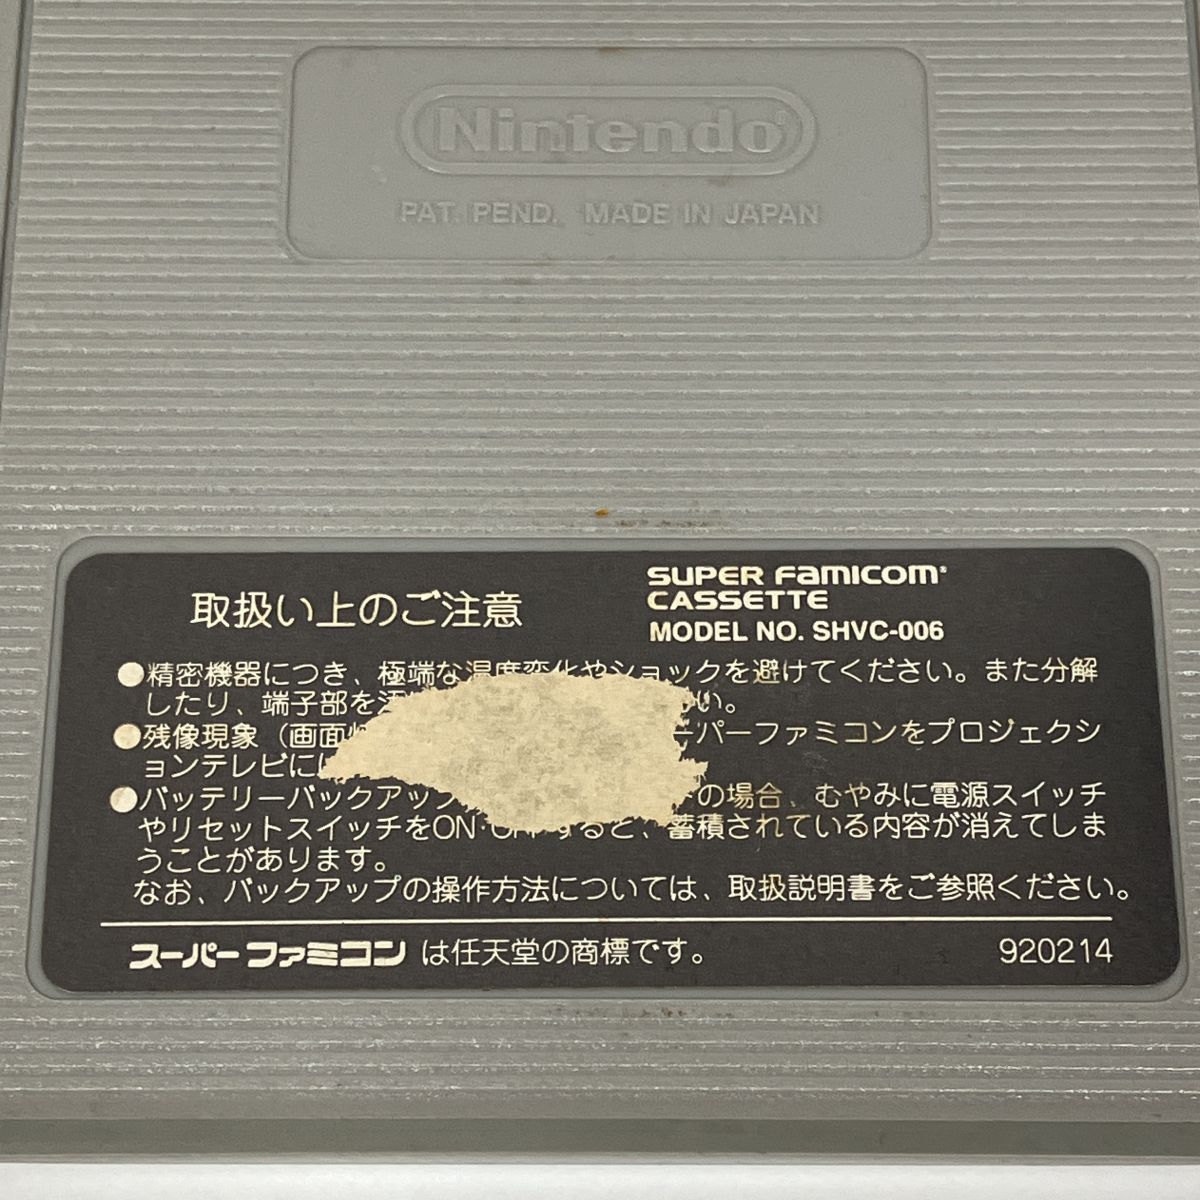 Nintendo
PAT. PEND. MADE IN JAPAN
SUPER FAMICOM
CASSETTE
MODEL NO. SHVC-006
取扱い上のご注意
●精密機器につき、極端な温度変化やショックを避けてください。また分解
したり、端子部を い。
●残像現象（画面 ーパーファミコンをプロジェクシ
ョンテレビに
●バッテリーバックアップ の場合、むやみに電源スイッチ
やリセットスイッチをON・OFFすると、蓄積されている内容が消えてしま
うことがあります。
なお、バックアップの操作方法については、取扱説明書をご参照ください。
スーパーファミコンは任天堂の商標です。 920214